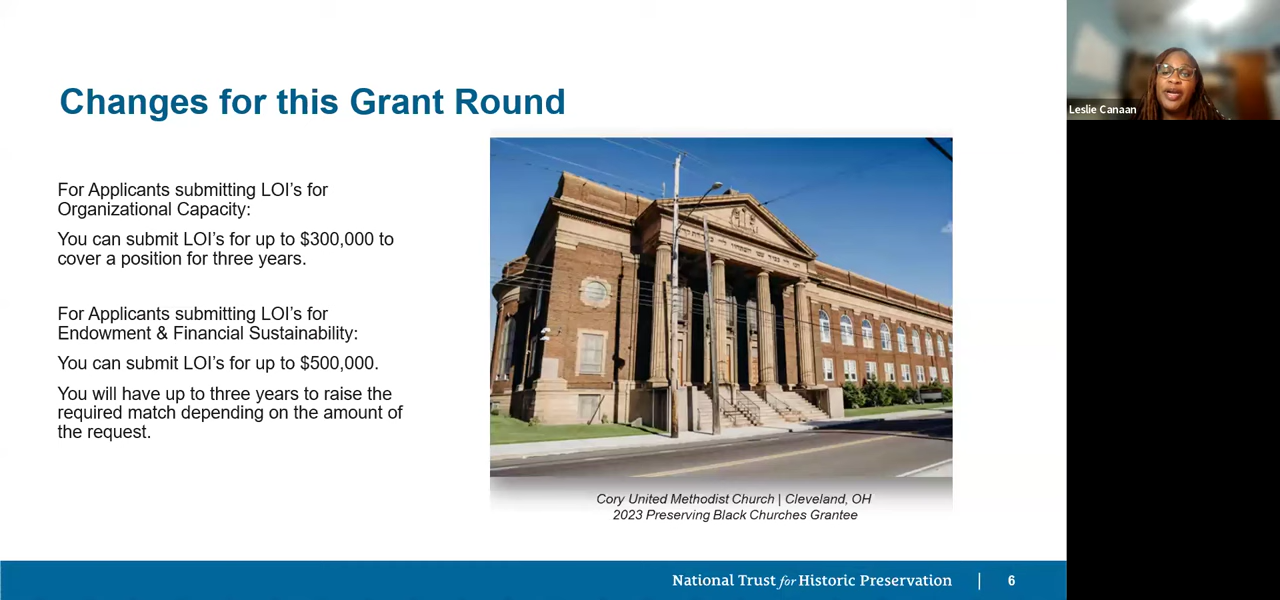 Changes for this Grant Round
For Applicants submitting LOI's for
Organizational Capacity:
You can submit LOI's for up to $300,000 to
cover a position for three years.
For Applicants submitting LOI's for
Endowment & Financial Sustainability:
You can submit LOI's for up to $500,000.
You will have up to three years to raise the
required match depending on the amount of
the request.
Cory United Methodist Church | Cleveland, OH
2023 Preserving Black Churches Grantee
National Trust for Historic Preservation | 6
Leslie Canaan